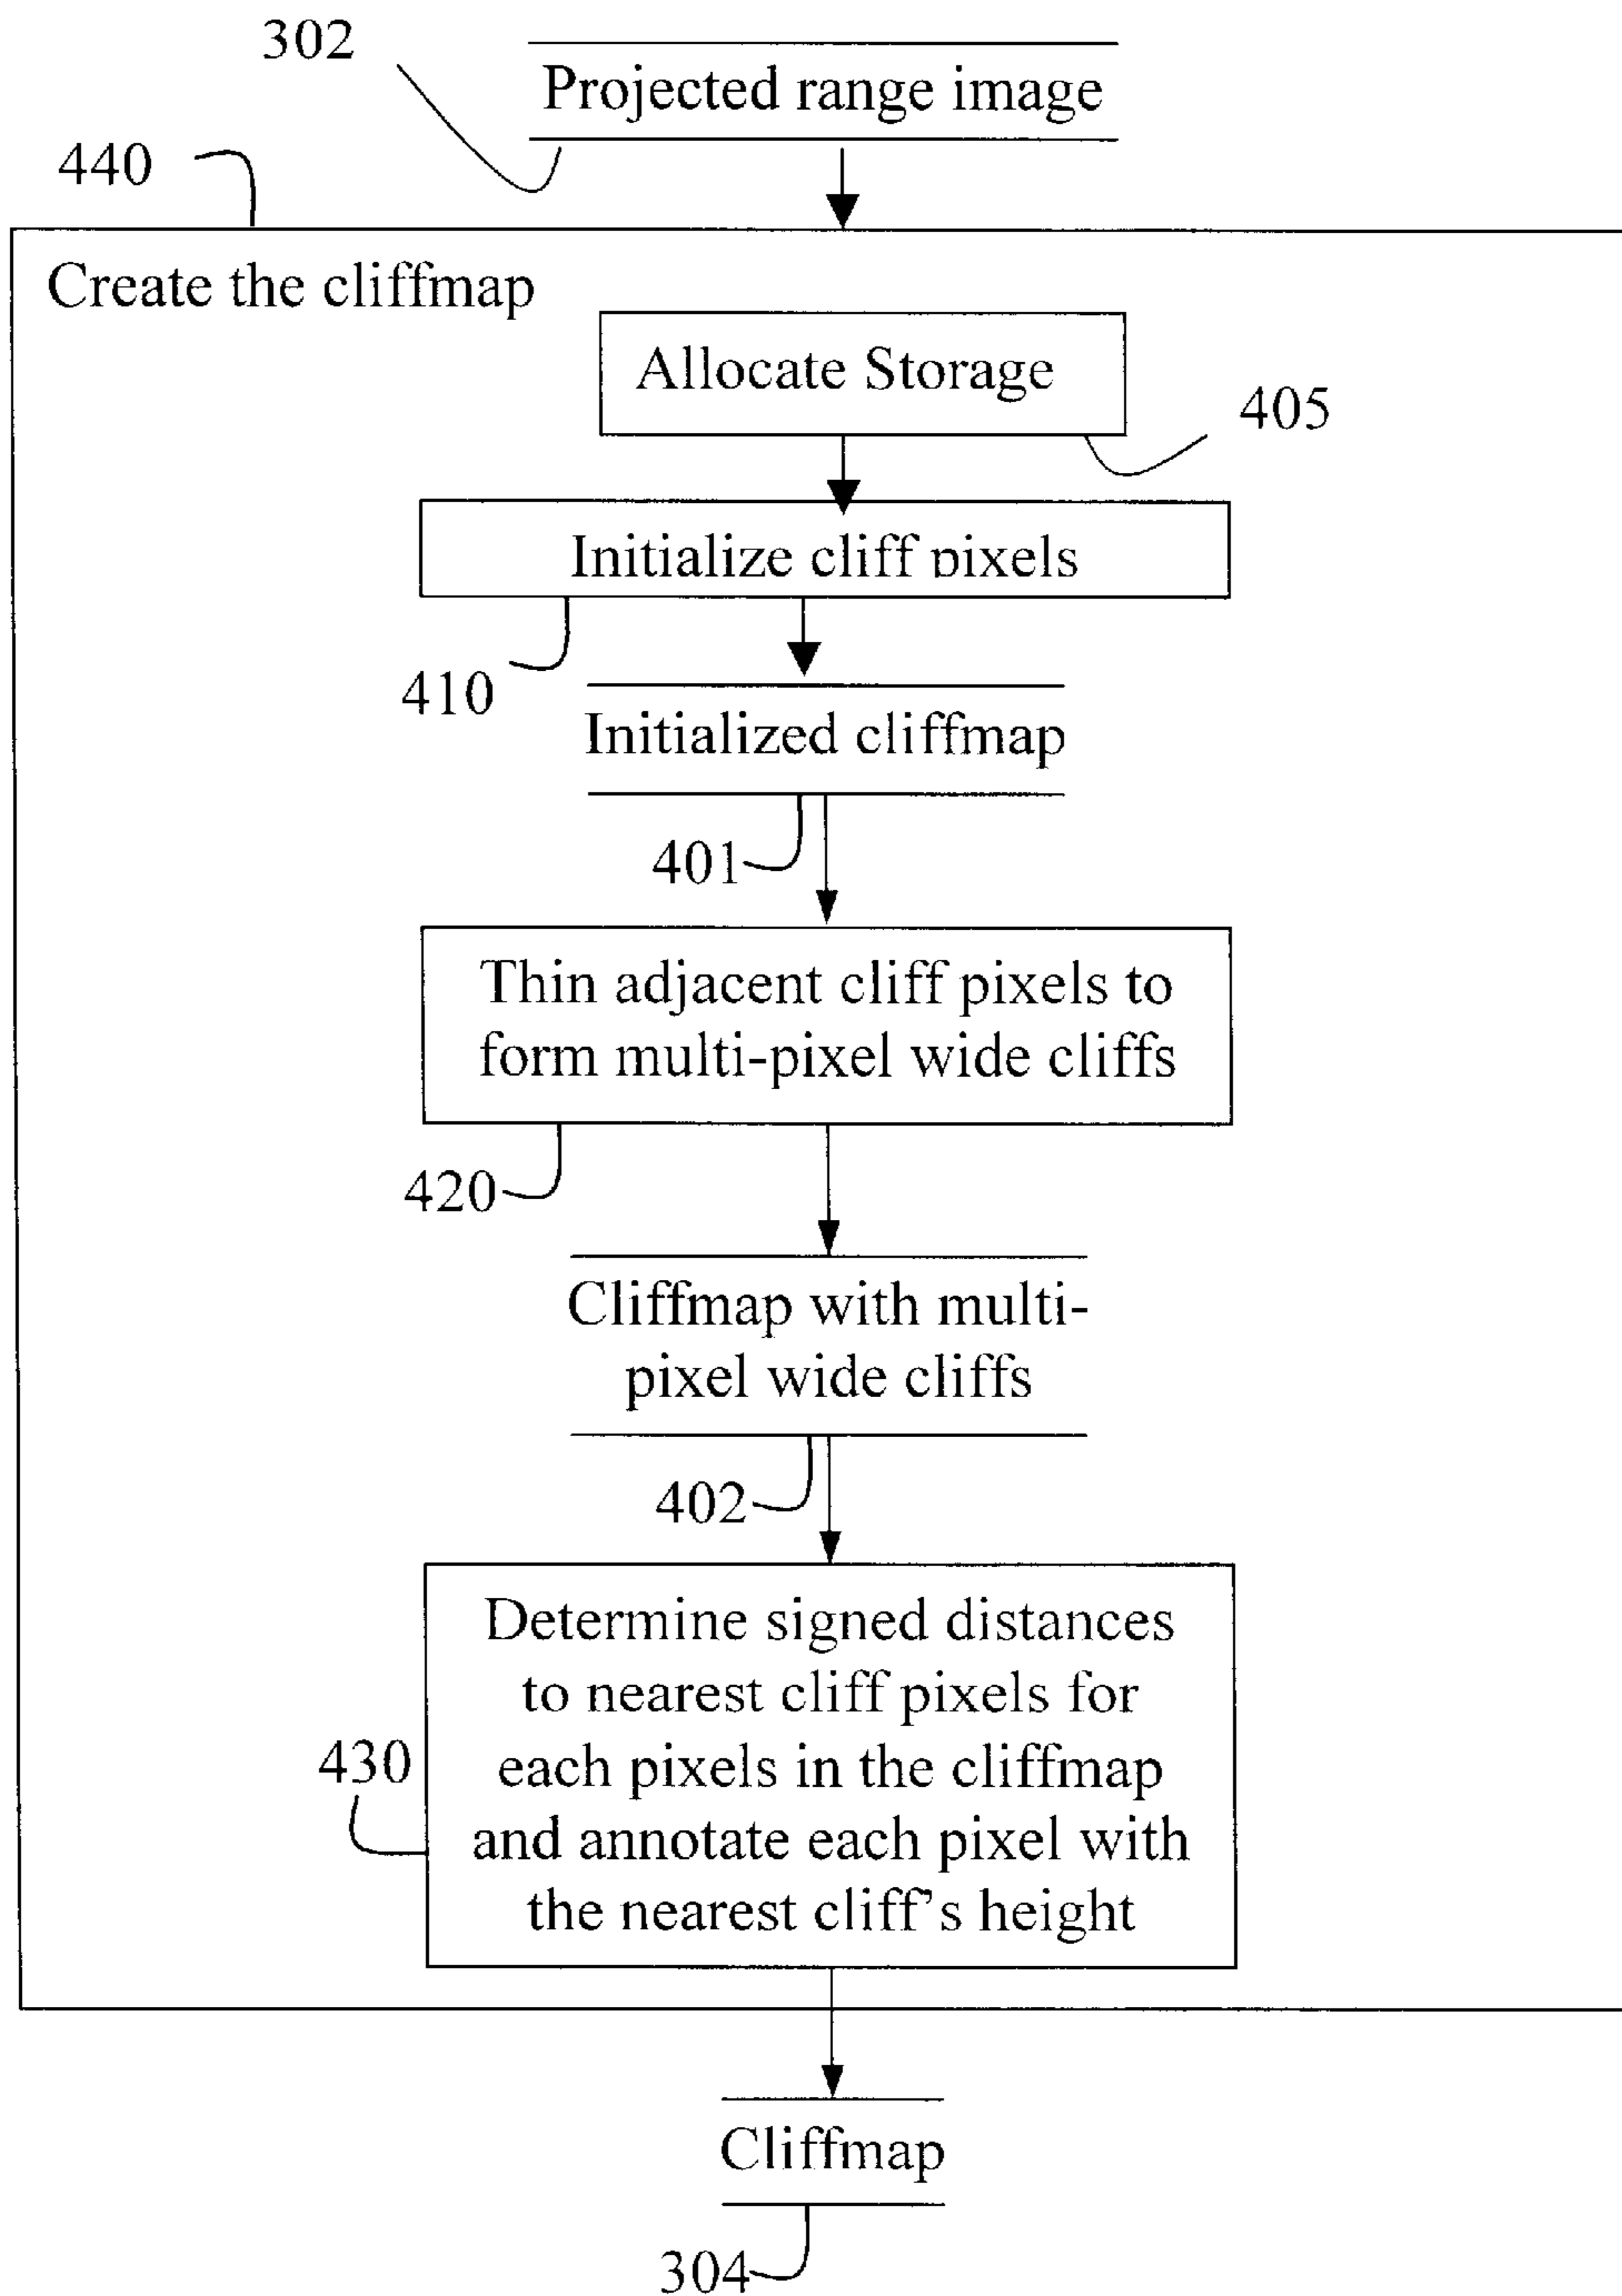 302
Projected range image
440
Create the cliffmap
Allocate Storage
405
Initialize cliff pixels
410
Initialized cliffmap
401
Thin adjacent cliff pixels to
form multi-pixel wide cliffs
420
Cliffmap with multi-
pixel wide cliffs
402
Determine signed distances
to nearest cliff pixels for
each pixels in the cliffmap
and annotate each pixel with
the nearest cliff's height
430
Cliffmap
304